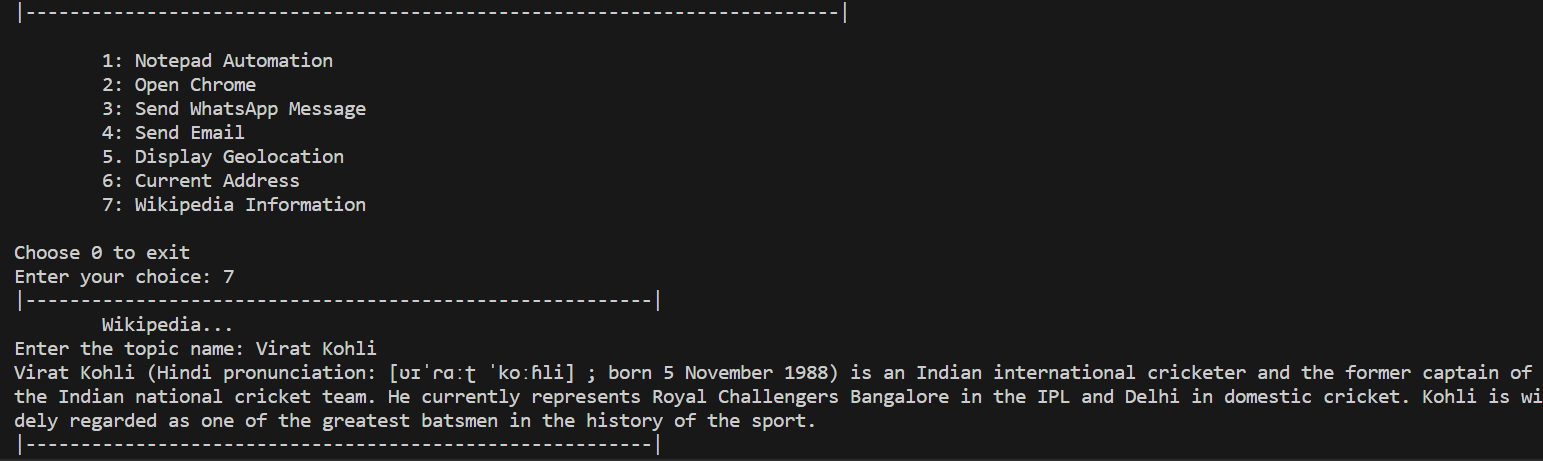 |--------------------------------------------------------------------------|
1: Notepad Automation
2: Open Chrome
3: Send WhatsApp Message
4: Send Email
5. Display Geolocation
6: Current Address
7: Wikipedia Information
Choose 0 to exit
Enter your choice: 7
|---------------------------------------------------------|
Wikipedia...
Enter the topic name: Virat Kohli
Virat Kohli (Hindi pronunciation: [ʋɪˈrɑːʈ ˈkoːɦli] ; born 5 November 1988) is an Indian international cricketer and the former captain of
the Indian national cricket team. He currently represents Royal Challengers Bangalore in the IPL and Delhi in domestic cricket. Kohli is wi
dely regarded as one of the greatest batsmen in the history of the sport.
|---------------------------------------------------------|